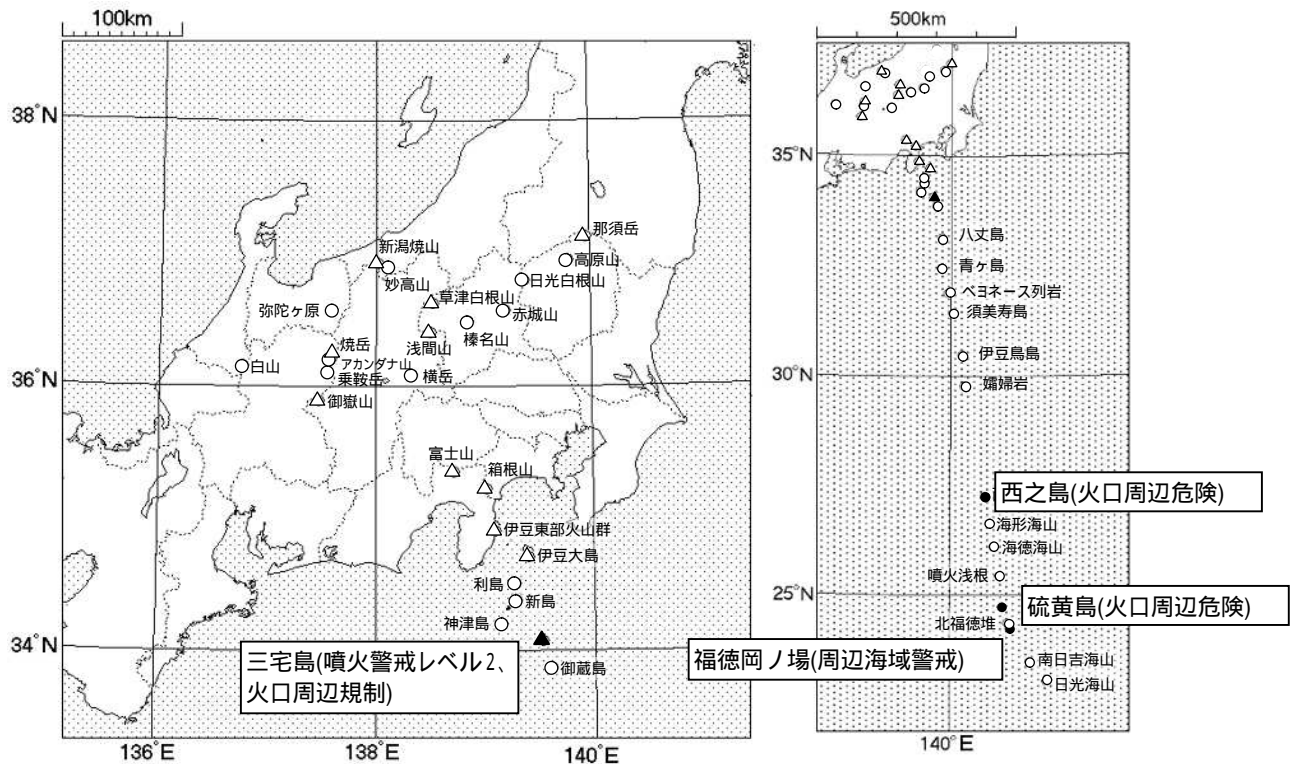 100km
38°N
36°N
34°N
136°E
138°E
140°E
那須岳
新潟焼山
高原山
妙高山
日光白根山
草津白根山
弥陀ヶ原
赤城山
榛名山
浅間山
焼岳
アカンダナ山
白山
乗鞍岳
横岳
御嶽山
富士山
箱根山
伊豆東部火山群
伊豆大島
利島
新島
神津島
三宅島(噴火警戒レベル2、
火口周辺規制)
御蔵島
500km
35°N
30°N
25°N
140°E
八丈島
青ヶ島
ベヨネース列岩
須美寿島
伊豆鳥島
孀婦岩
西之島(火口周辺危険)
海形海山
海徳海山
噴火浅根
硫黄島(火口周辺危険)
北福徳堆
福徳岡ノ場(周辺海域警戒)
南日吉海山
日光海山